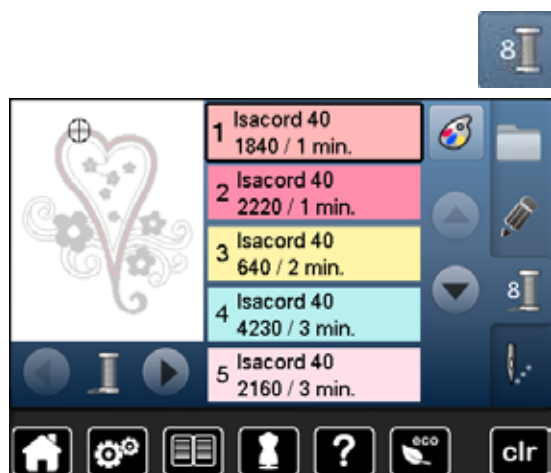 8
1 Isacord 40
1840 / 1 min.
2 Isacord 40
2220 / 1 min.
3 Isacord 40
640 / 2 min.
8
4 Isacord 40
4230 / 3 min.
5 Isacord 40
2160 / 3 min.
?
eco
clr